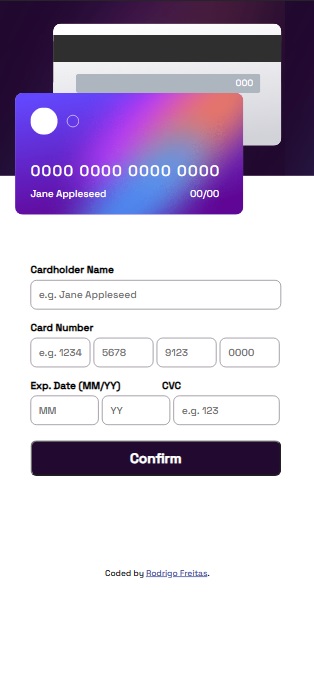 000
0000 0000 0000 0000
Jane Appleseed 00/00
Cardholder Name
e.g. Jane Appleseed
Card Number
e.g. 1234 5678 9123 0000
Exp. Date (MM/YY) CVC
MM YY e.g. 123
Confirm
Coded by Rodrigo Freitas.